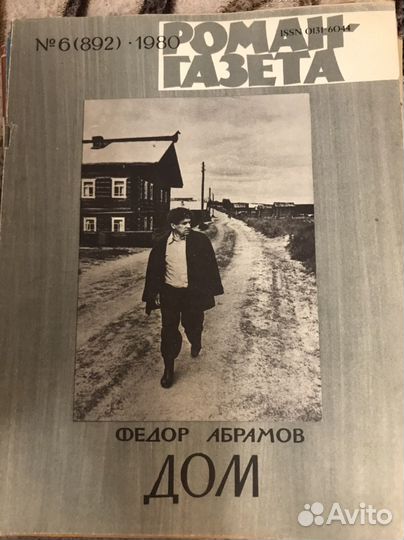 №6(892)·1980
РОМАН-
ГАЗЕТА
ISSN 0131-6044
ФЕДОР АБРАМОВ
ДОМ
Avito